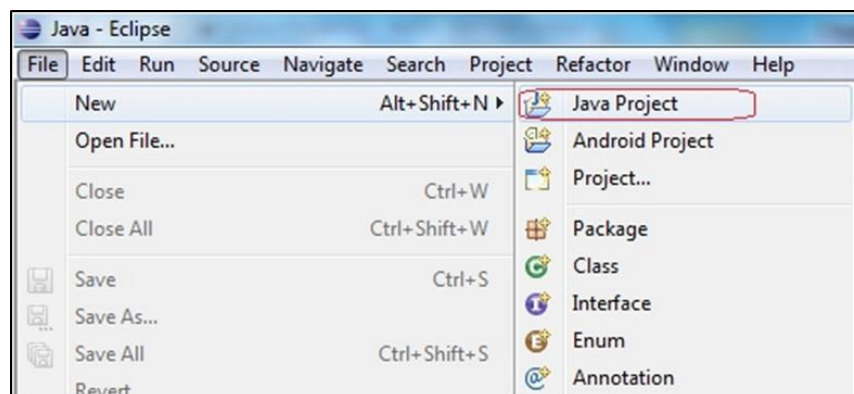 Java - Eclipse
File Edit Run Source Navigate Search Project Refactor Window Help
New Alt+Shift+N
Open File...
Close Ctrl+W
Close All Ctrl+Shift+W
Save Ctrl+S
Save As...
Save All Ctrl+Shift+S
Revert
Java Project
Android Project
Project...
Package
Class
Interface
Enum
Annotation